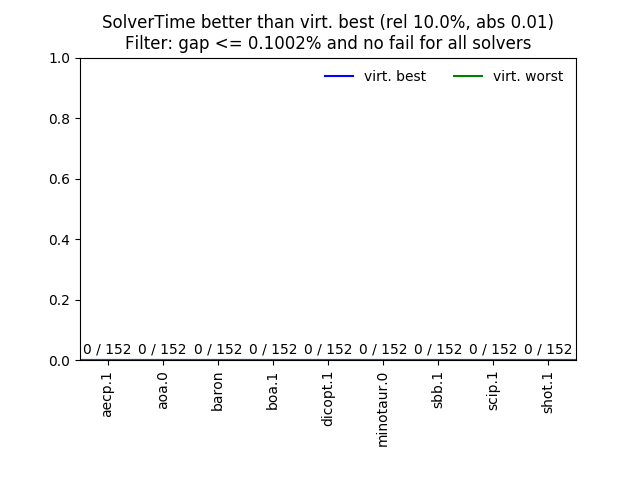 SolverTime better than virt. best (rel 10.0%, abs 0.01)
Filter: gap <= 0.1002% and no fail for all solvers
virt. best virt. worst
1.0
0.8
0.6
0.4
0.2
0.0
0 / 152 0 / 152 0 / 152 0 / 152 0 / 152 0 / 152 0 / 152 0 / 152 0 / 152
aecp.1
aoa.0
baron
boa.1
dicopt.1
minotaur.0
sbb.1
scip.1
shot.1